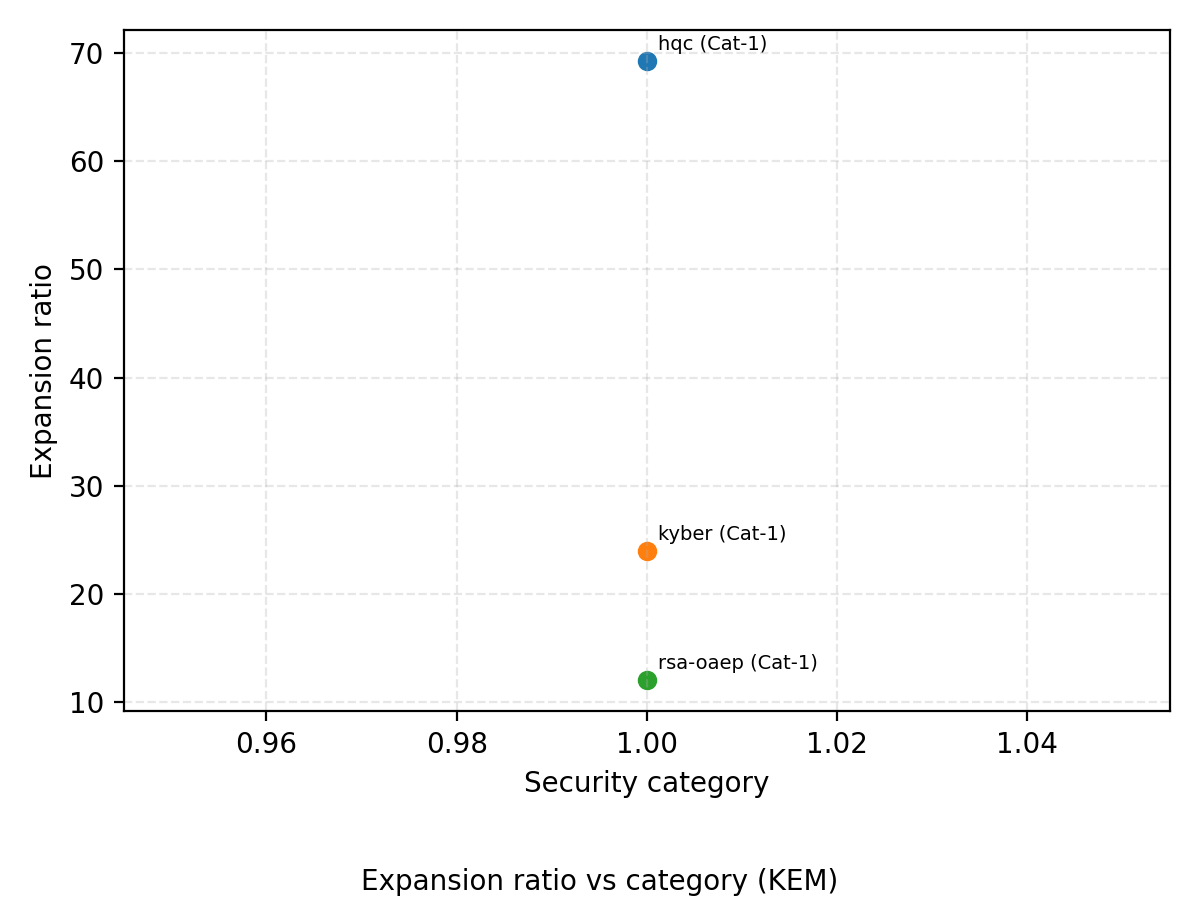 70
60
50
40
30
20
10
Expansion ratio
hqc (Cat-1)
kyber (Cat-1)
rsa-oaep (Cat-1)
0.96 0.98 1.00 1.02 1.04
Security category
Expansion ratio vs category (KEM)